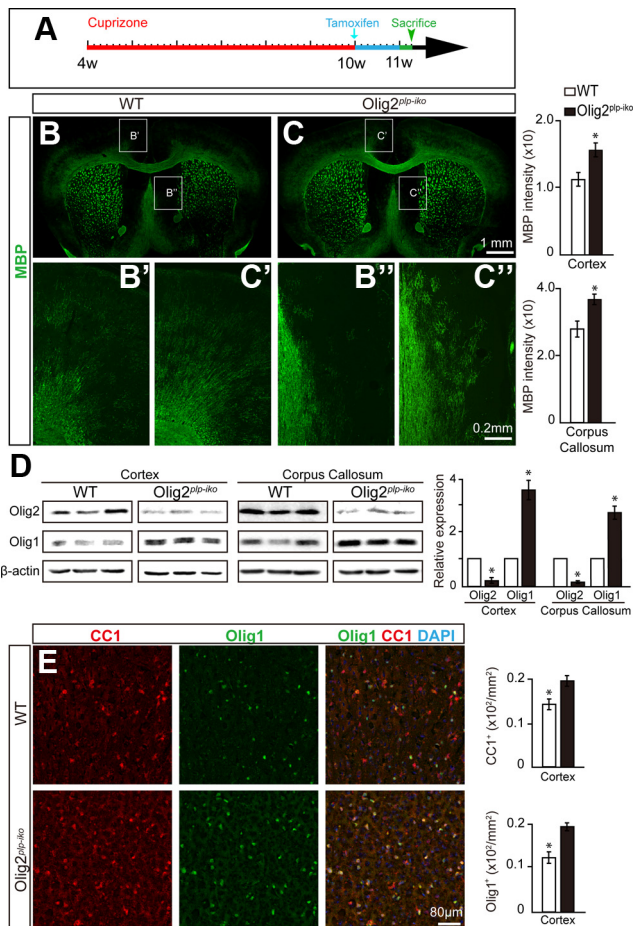 A
Cuprizone
Tamoxifen
Sacrifice
4w
10w
11w
WT
Olig2plp-iko
MBP
B
B'
B''
C
C'
C''
1 mm
B'
C'
B''
C''
0.2mm
WT
Olig2plp-iko
MBP intensity (x10)
2.0
1.0
0
*
Cortex
MBP intensity (x10)
4.0
2.0
0
*
Corpus
Callosum
D
Cortex
Corpus Callosum
WT
Olig2plp-iko
WT
Olig2plp-iko
Olig2
Olig1
β-actin
Relative expression
4
2
0
*
*
*
*
Olig2
Olig1
Olig2
Olig1
Cortex
Corpus Callosum
E
CC1
Olig1
Olig1 CC1 DAPI
WT
Olig2plp-iko
80μm
CC1+ (x10²/mm²)
0.2
0.1
0
*
Cortex
Olig1+ (x10²/mm²)
0.2
0.1
0
*
Cortex